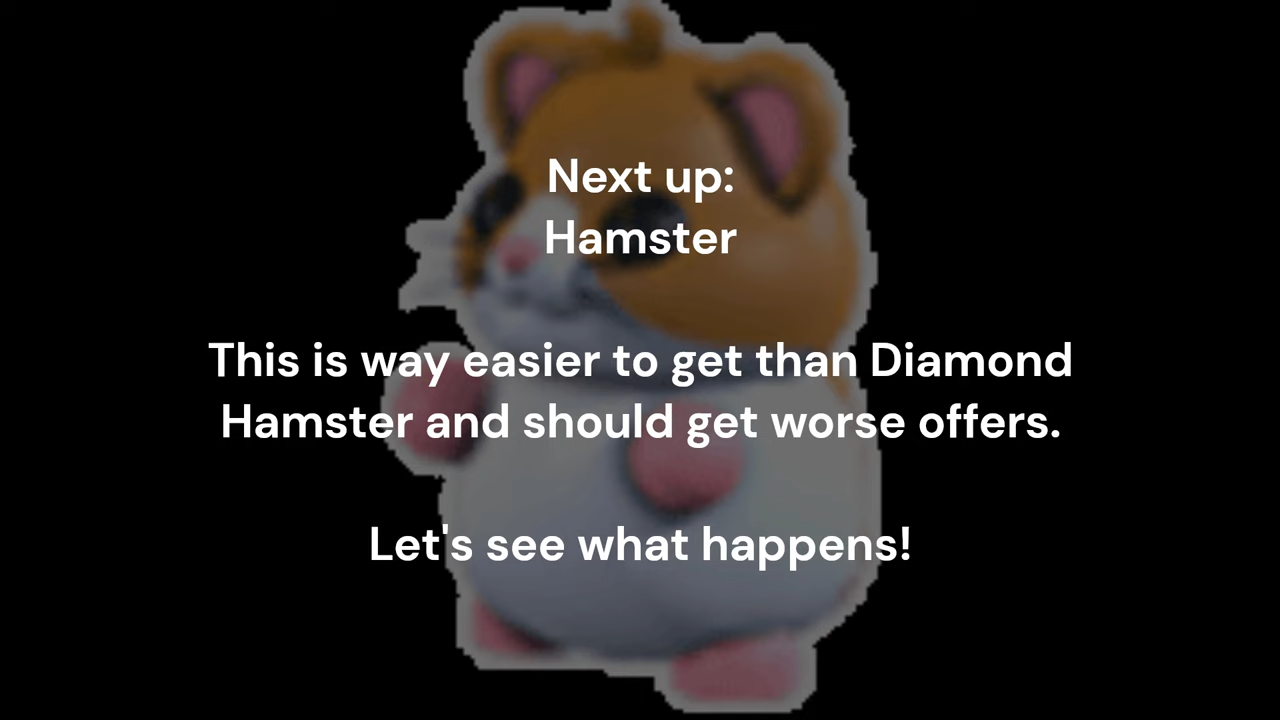 Next up:
Hamster
This is way easier to get than Diamond
Hamster and should get worse offers.
Let's see what happens!